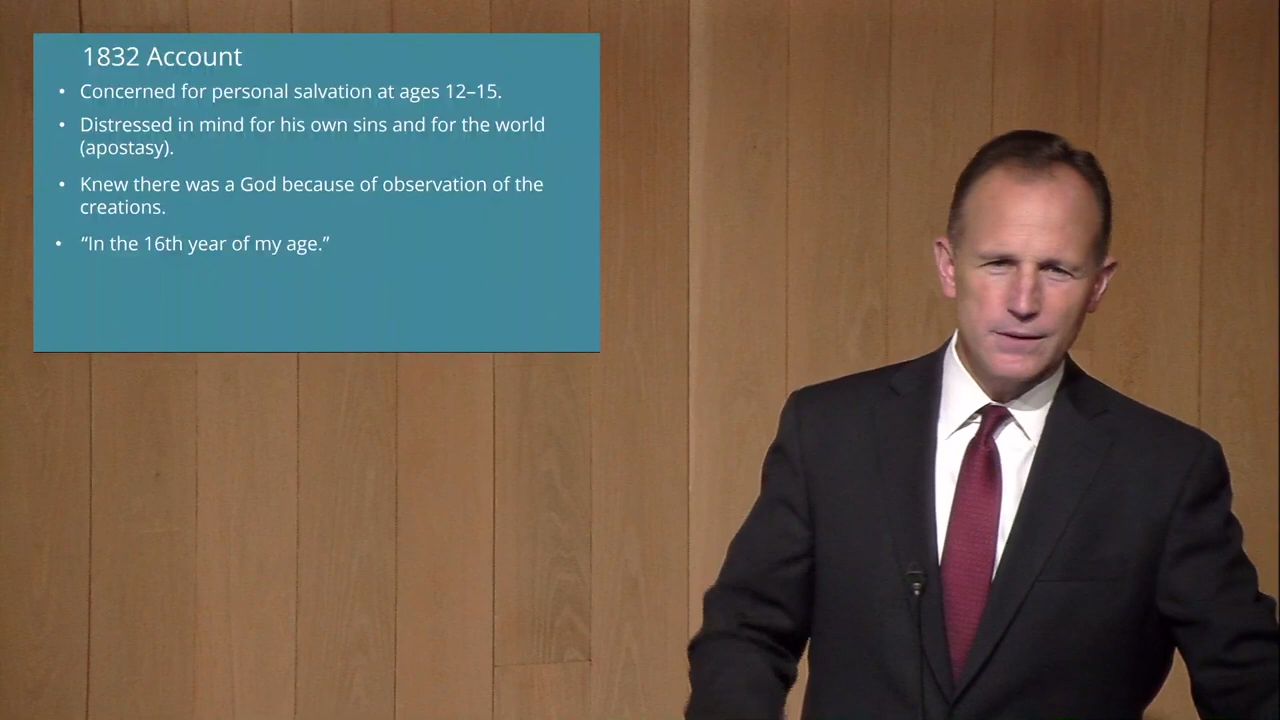 1832 Account
• Concerned for personal salvation at ages 12–15.
• Distressed in mind for his own sins and for the world
(apostasy).
• Knew there was a God because of observation of the
creations.
• “In the 16th year of my age.”